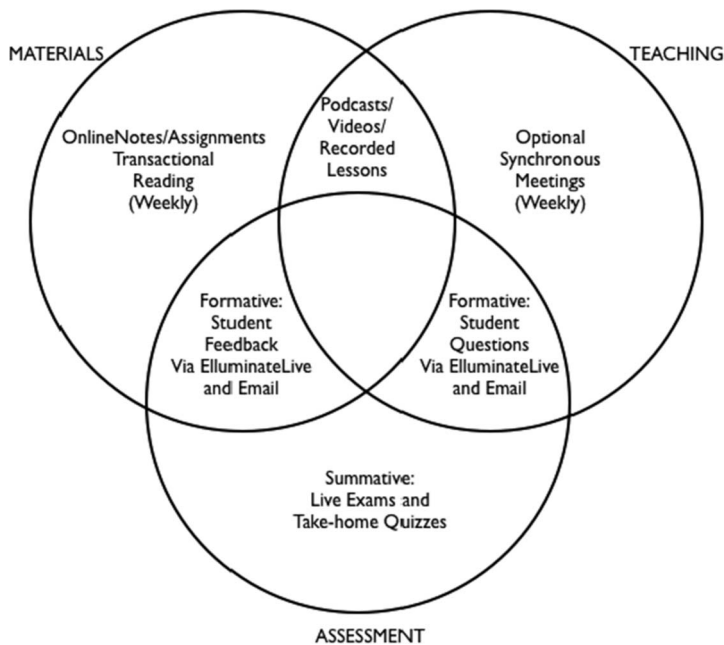 MATERIALS
TEACHING
Podcasts/
Videos/
Recorded
Lessons
OnlineNotes/Assignments
Transactional
Reading
(Weekly)
Optional
Synchronous
Meetings
(Weekly)
Formative:
Student
Feedback
Via ElluminateLive
and Email
Formative:
Student
Questions
Via ElluminateLive
and Email
Summative:
Live Exams and
Take-home Quizzes
ASSESSMENT